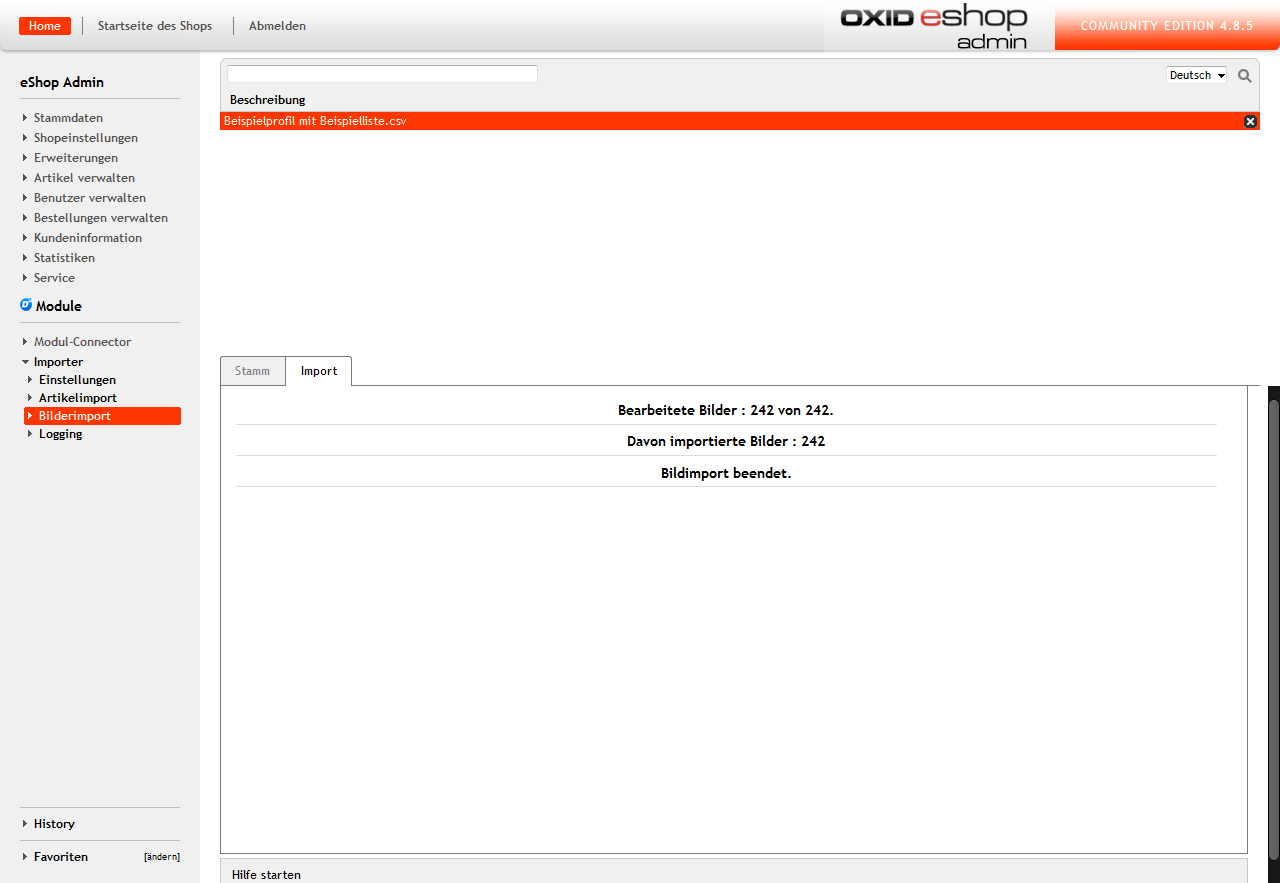 Home
Startseite des Shops
Abmelden
OXID eshop
admin
COMMUNITY EDITION 4.8.5
eShop Admin
Stammdaten
Shopeinstellungen
Erweiterungen
Artikel verwalten
Benutzer verwalten
Bestellungen verwalten
Kundeninformation
Statistiken
Service
Module
Modul-Connector
Importer
Einstellungen
Artikelimport
Bilderimport
Logging
History
Favoriten [ändern]
Deutsch
Beschreibung
Beispielprofil mit Beispielliste.csv
Stamm
Import
Bearbeitete Bilder : 242 von 242.
Davon importierte Bilder : 242
Bildimport beendet.
Hilfe starten